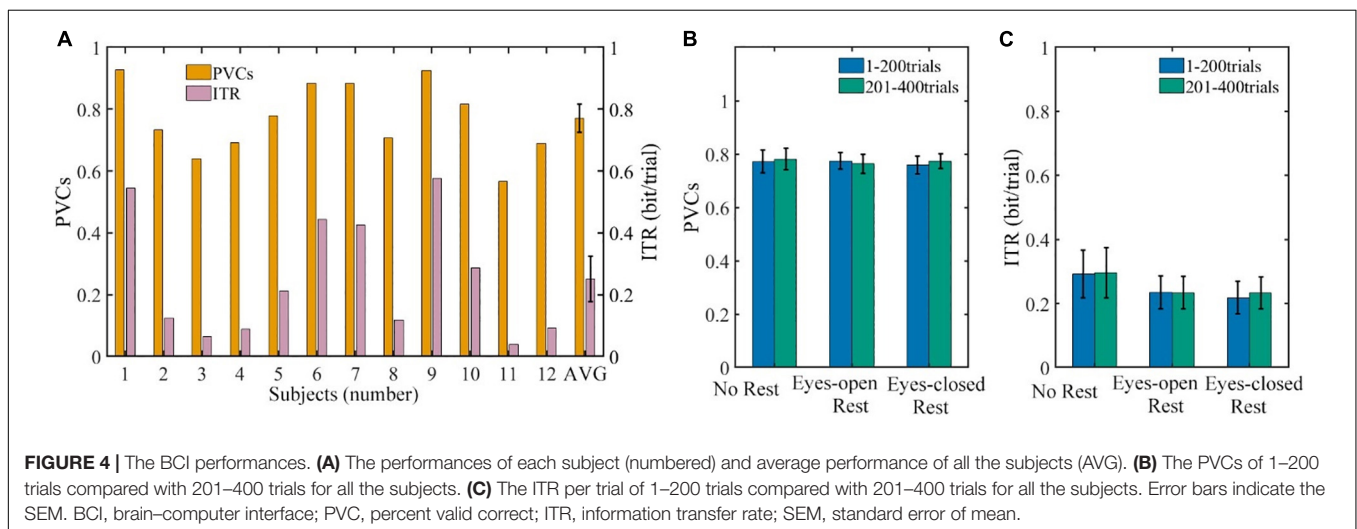 A
1
0.8
0.6
0.4
0.2
0
PVCs
PVCs
ITR
1
0.8
0.6
0.4
0.2
0
ITR (bit/trial)
1 2 3 4 5 6 7 8 9 10 11 12 AVG
Subjects (number)
B
1-200trials
201-400trials
1
0.8
0.6
0.4
0.2
0
PVCs
No Rest Eyes-open Eyes-closed
Rest Rest
C
1-200trials
201-400trials
1
0.8
0.6
0.4
0.2
0
ITR (bit/trial)
No Rest Eyes-open Eyes-closed
Rest Rest
FIGURE 4 | The BCI performances. (A) The performances of each subject (numbered) and average performance of all the subjects (AVG). (B) The PVCs of 1–200
trials compared with 201–400 trials for all the subjects. (C) The ITR per trial of 1–200 trials compared with 201–400 trials for all the subjects. Error bars indicate the
SEM. BCI, brain–computer interface; PVC, percent valid correct; ITR, information transfer rate; SEM, standard error of mean.